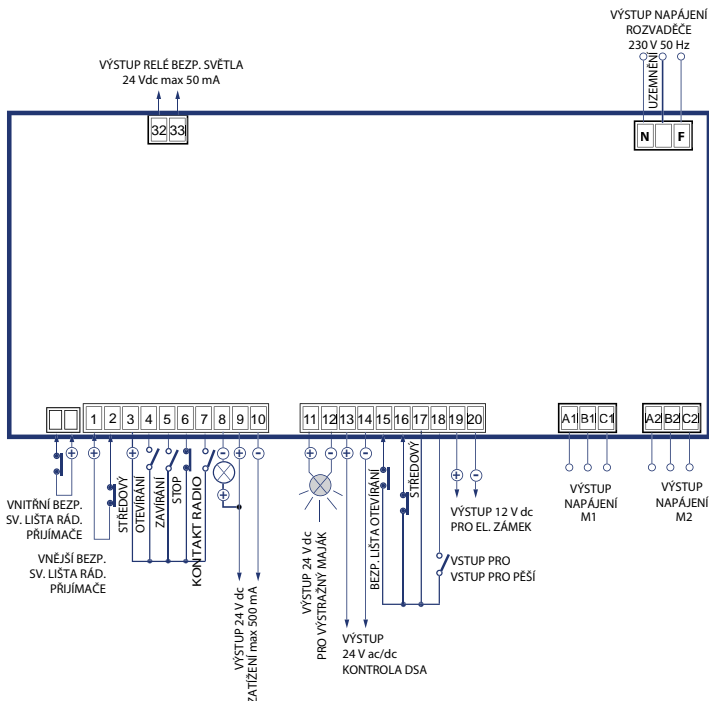 VÝSTUP NAPÁJENÍ
ROZVADĚČE
230 V 50 Hz
UZEMNĚNÍ
VÝSTUP RELÉ BEZP. SVĚTLA
24 Vdc max 50 mA
32 33
N F
1 2 3 4 5 6 7 8 9 10
11 12 13 14 15 16 17 18 19 20
A1 B1 C1
A2 B2 C2
VNITŘNÍ BEZP.
SV. LIŠTA RÁD.
PŘIJÍMAČE
VNĚJŠÍ BEZP.
SV. LIŠTA RÁD.
PŘIJÍMAČE
STŘEDOVÝ
OTEVÍRÁNÍ
ZAVÍRÁNÍ
STOP
KONTAKT RADIO
VÝSTUP 24 V dc
ZATÍŽENÍ max 500 mA
VÝSTUP 24 V dc
PRO VÝSTRAŽNÝ MAJÁK
VÝSTUP
24 V ac/dc
KONTROLA DSA
BEZP. LIŠTA OTEVÍRÁNÍ
STŘEDOVÝ
VSTUP PRO
VSTUP PRO PĚŠÍ
VÝSTUP 12 V dc
PRO EL. ZÁMEK
VÝSTUP
NAPÁJENÍ
M1
VÝSTUP
NAPÁJENÍ
M2